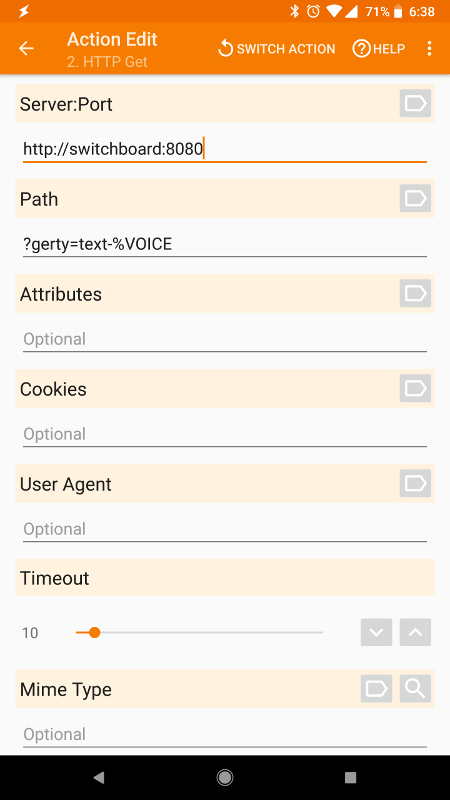 71% 6:38
Action Edit
2. HTTP Get
SWITCH ACTION
HELP
Server:Port
http://switchboard:8080
Path
?gerty=text-%VOICE
Attributes
Optional
Cookies
Optional
User Agent
Optional
Timeout
10
Mime Type
Optional